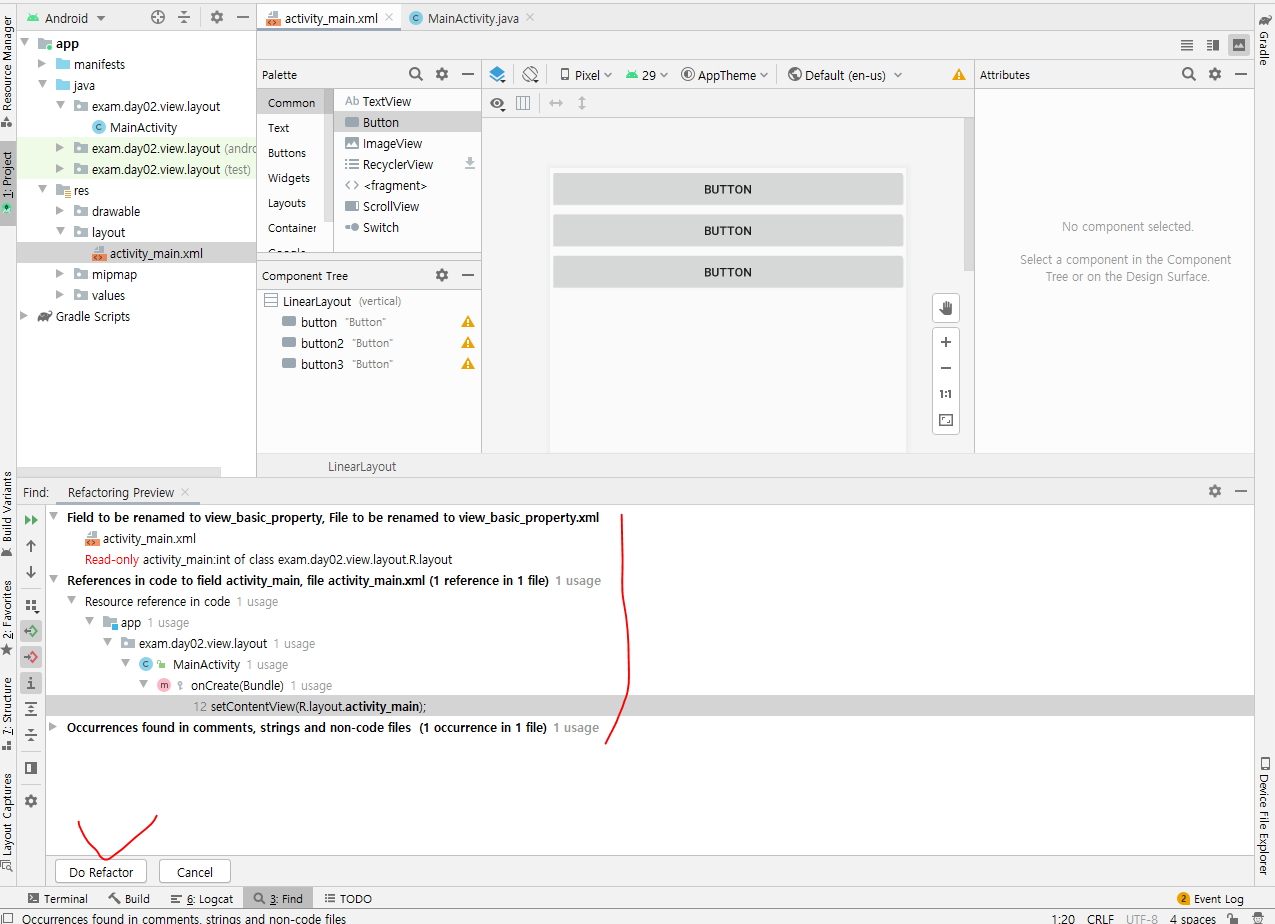 Android
activity_main.xml
MainActivity.java
Resource Manager
1: Project
Build Variants
2: Favorites
7: Structure
Layout Captures
app
manifests
java
exam.day02.view.layout
MainActivity
exam.day02.view.layout (andro
exam.day02.view.layout (test)
res
drawable
layout
activity_main.xml
mipmap
values
Gradle Scripts
Palette
Common
Text
Buttons
Widgets
Layouts
Container
Ab TextView
Button
ImageView
RecyclerView
<fragment>
ScrollView
Switch
Component Tree
LinearLayout (vertical)
button "Button"
button2 "Button"
button3 "Button"
Pixel
29
AppTheme
Default (en-us)
BUTTON
BUTTON
BUTTON
1:1
LinearLayout
Attributes
No component selected.
Select a component in the Component
Tree or on the Design Surface.
Gradle
Device File Explorer
Find:
Refactoring Preview
Field to be renamed to view_basic_property, File to be renamed to view_basic_property.xml
activity_main.xml
Read-only activity_main:int of class exam.day02.view.layout.R.layout
References in code to field activity_main, file activity_main.xml (1 reference in 1 file) 1 usage
Resource reference in code 1 usage
app 1 usage
exam.day02.view.layout 1 usage
C MainActivity 1 usage
m onCreate(Bundle) 1 usage
12 setContentView(R.layout.activity_main);
Occurrences found in comments, strings and non-code files (1 occurrence in 1 file) 1 usage
Do Refactor
Cancel
Terminal
Build
6: Logcat
3: Find
TODO
2 Event Log
Occurrences found in comments, strings and non-code files
1:20 CRLF UTF-8 4 spaces